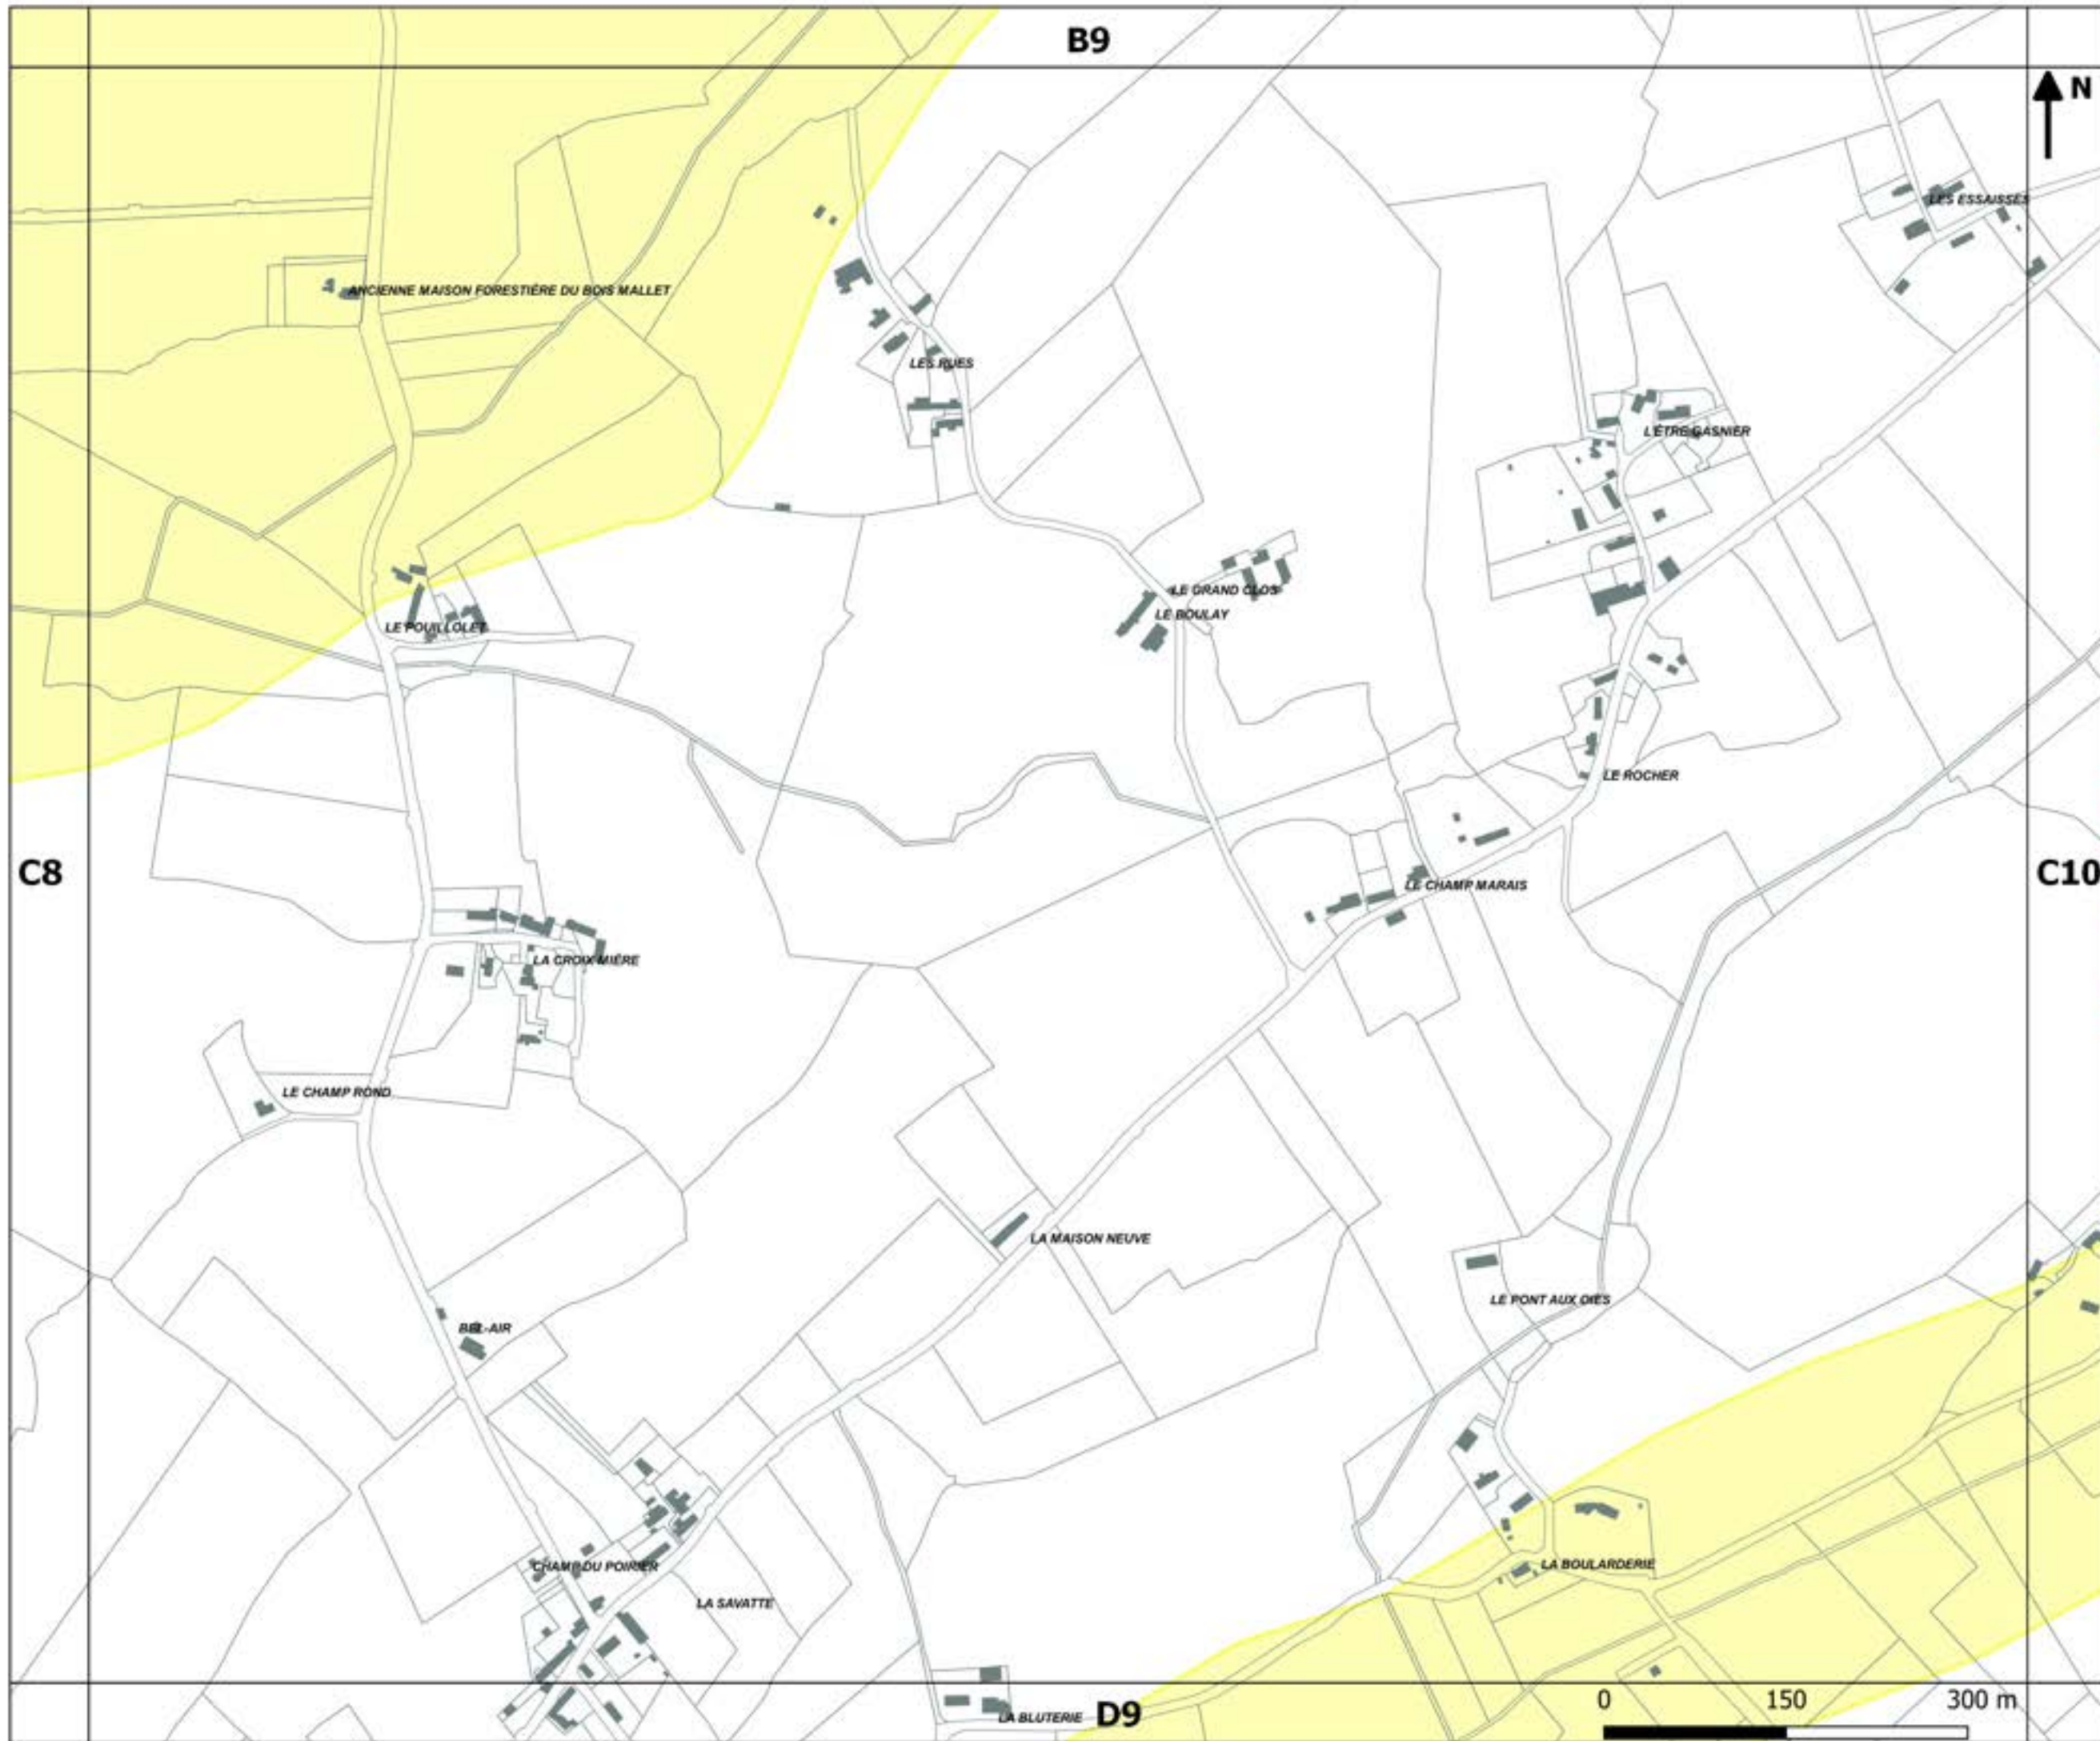 B9
N
LES ESSAISSES
ANCIENNE MAISON FORESTIÈRE DU BOIS MALLET
LES RUES
L'ÊTRE GASNIER
LE GRAND CLOS
LE BOULAY
LE POUILLOLET
LE ROCHER
C8
C10
LE CHAMP MARAIS
LA CROIX MIÈRE
LE CHAMP ROND
LA MAISON NEUVE
LE PONT AUX OIES
BEL-AIR
CHAMP DU POIRIER
LA BOULARDERIE
LA SAVATTE
0 150 300 m
D9
LA BLUTERIE